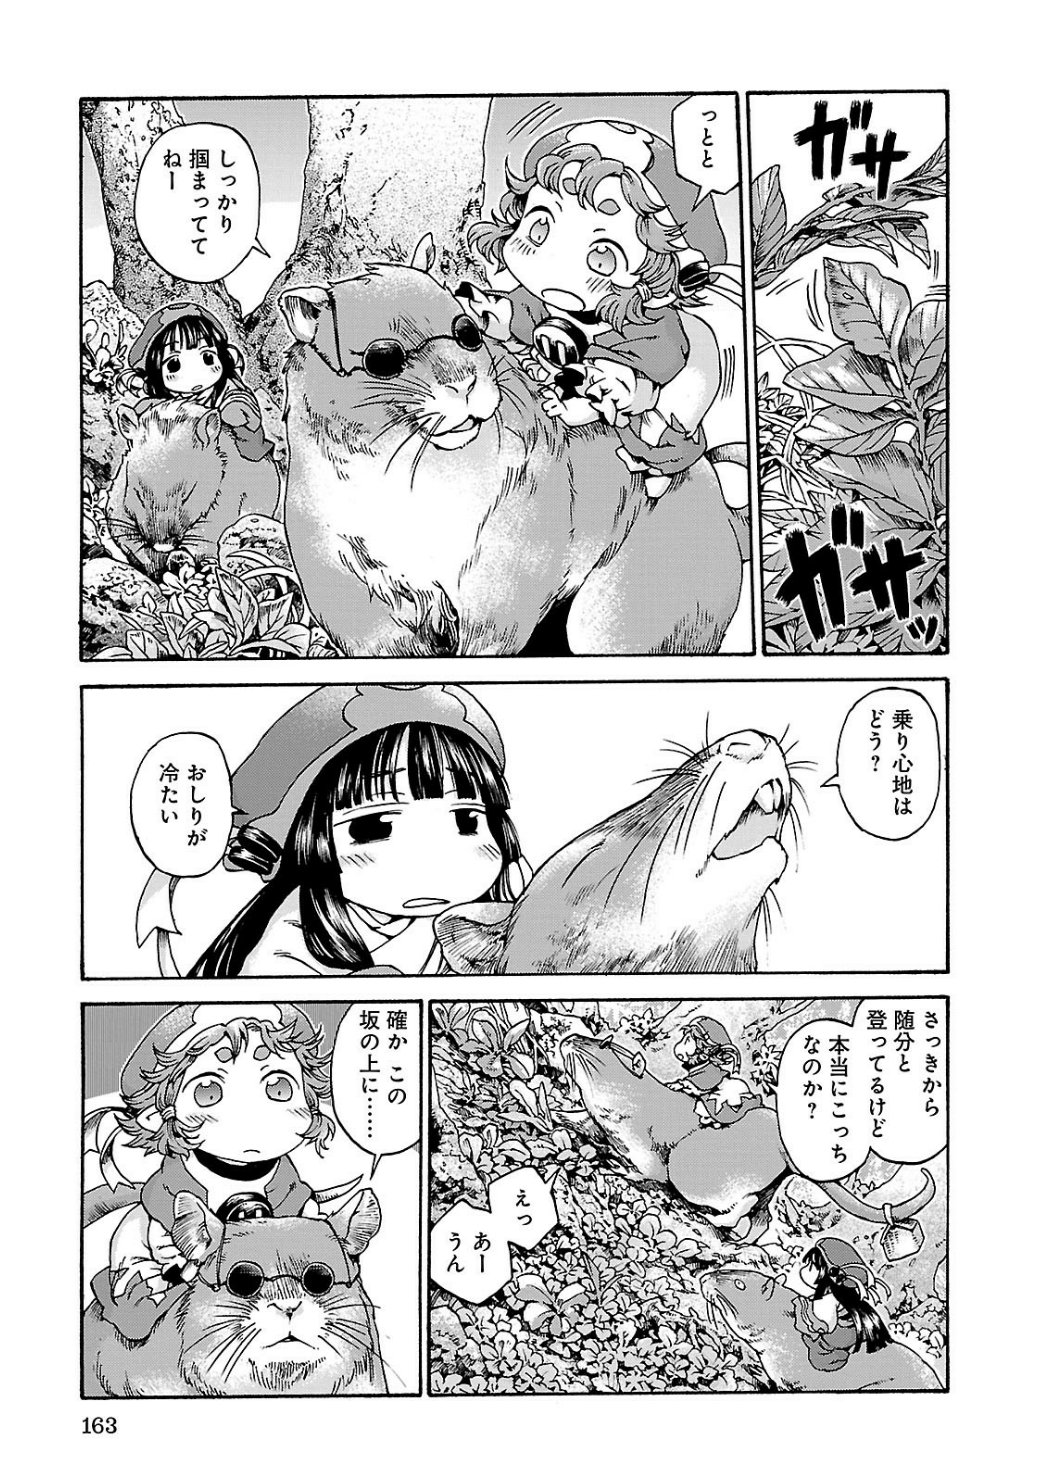 ガサ
ガサッ
っとと
しっかり
掴まってて
ねー
乗り心地は
どう?
おしりが
冷たい
さっきから
随分と
登ってるけど
本当にこっち
なのか?
えっ
あー
うん
確か この
坂の上に……
163